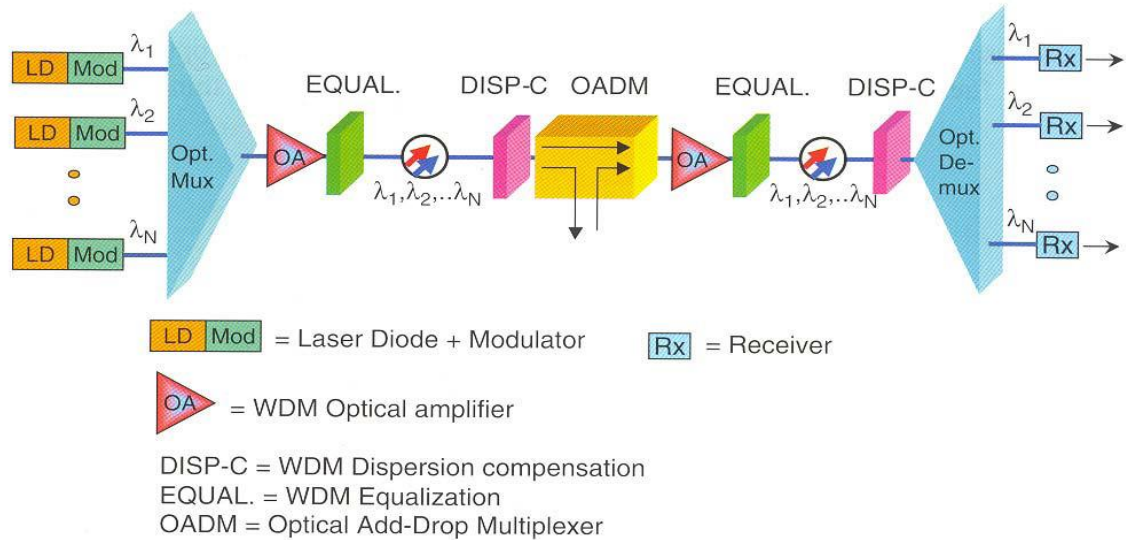 λ1
λ1
LD Mod
Rx
EQUAL.
DISP-C
OADM
EQUAL.
DISP-C
λ2
λ2
LD Mod
Rx
Opt.
Mux
OA
OA
Opt.
De-
mux
λ1,λ2,..λN
λ1,λ2,..λN
λN
λN
LD Mod
Rx
LD Mod = Laser Diode + Modulator
Rx = Receiver
OA = WDM Optical amplifier
DISP-C = WDM Dispersion compensation
EQUAL. = WDM Equalization
OADM = Optical Add-Drop Multiplexer